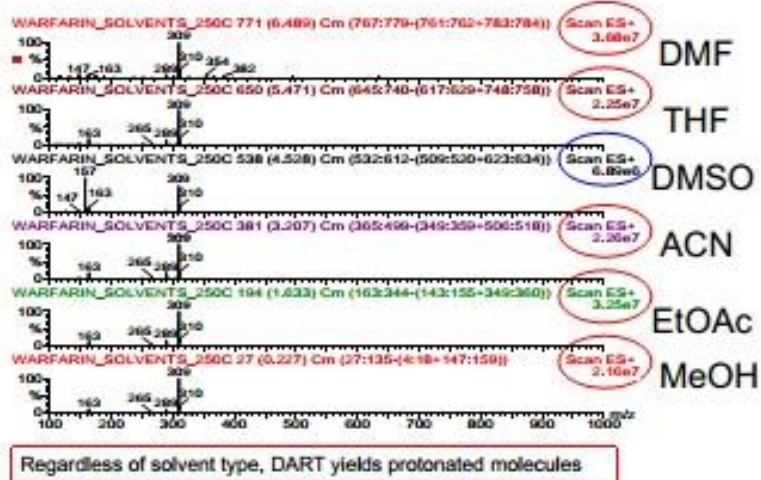 WARFARIN_SOLVENTS_250C 771 (6.489) Cm (767:779-(761:762+783:784)) Scan ES+
3.68e7
DMF
100 309
% 147 163 289 310 354 382
0
WARFARIN_SOLVENTS_250C 650 (5.471) Cm (645:740-(617:629+748:758)) Scan ES+
2.25e7
THF
100 309
% 163 265 289 310
0
WARFARIN_SOLVENTS_250C 538 (4.528) Cm (532:612-(509:520+623:634)) Scan ES+
6.89e6
DMSO
100 157 309
% 147 163 310
0
WARFARIN_SOLVENTS_250C 381 (3.207) Cm (365:499-(349:359+506:518)) Scan ES+
2.26e7
ACN
100 309
% 163 265 289 310
0
WARFARIN_SOLVENTS_250C 194 (1.633) Cm (163:344-(143:155+349:360)) Scan ES+
3.25e7
EtOAc
100 309
% 163 265 289 310
0
WARFARIN_SOLVENTS_250C 27 (0.227) Cm (27:135-(4:18+147:159)) Scan ES+
2.16e7
MeOH
100 309
% 163 265 289 310
0
100 200 300 400 500 600 700 800 900 1000 m/z
Regardless of solvent type, DART yields protonated molecules